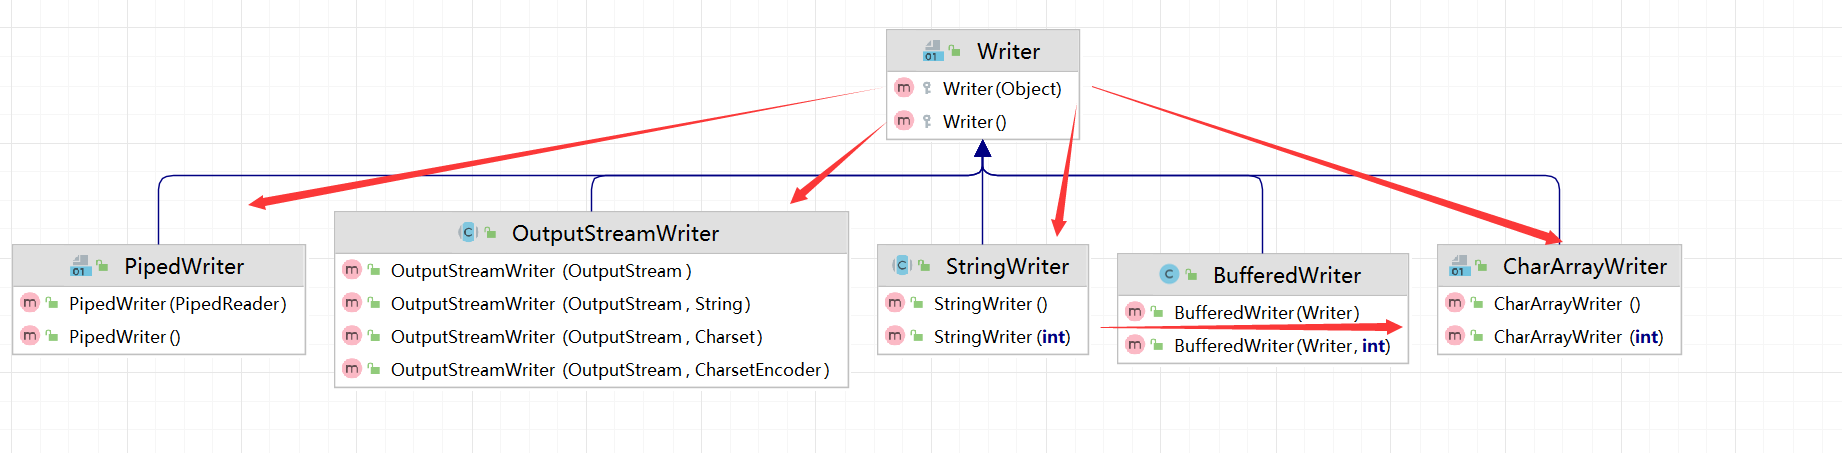 Writer
Writer(Object)
Writer()
PipedWriter
PipedWriter(PipedReader)
PipedWriter()
OutputStreamWriter
OutputStreamWriter (OutputStream)
OutputStreamWriter (OutputStream, String)
OutputStreamWriter (OutputStream, Charset)
OutputStreamWriter (OutputStream, CharsetEncoder)
StringWriter
StringWriter ()
StringWriter (int)
BufferedWriter
BufferedWriter(Writer)
BufferedWriter(Writer, int)
CharArrayWriter
CharArrayWriter ()
CharArrayWriter (int)